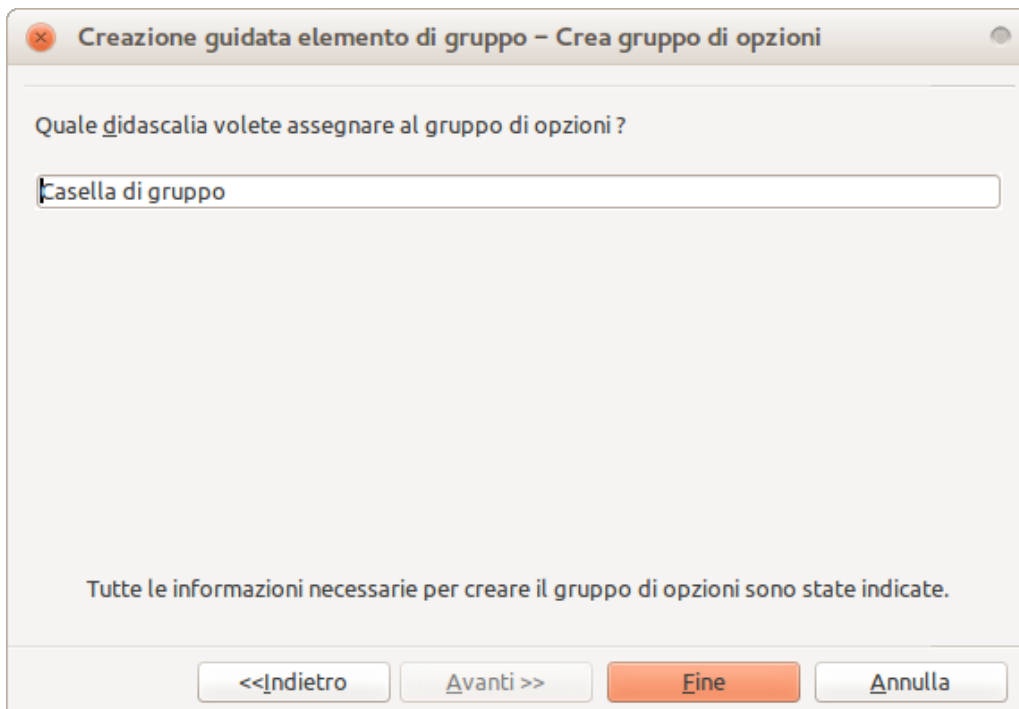 Creazione guidata elemento di gruppo – Crea gruppo di opzioni
Quale didascalia volete assegnare al gruppo di opzioni ?
Casella di gruppo
Tutte le informazioni necessarie per creare il gruppo di opzioni sono state indicate.
<<Indietro
Avanti >>
Fine
Annulla